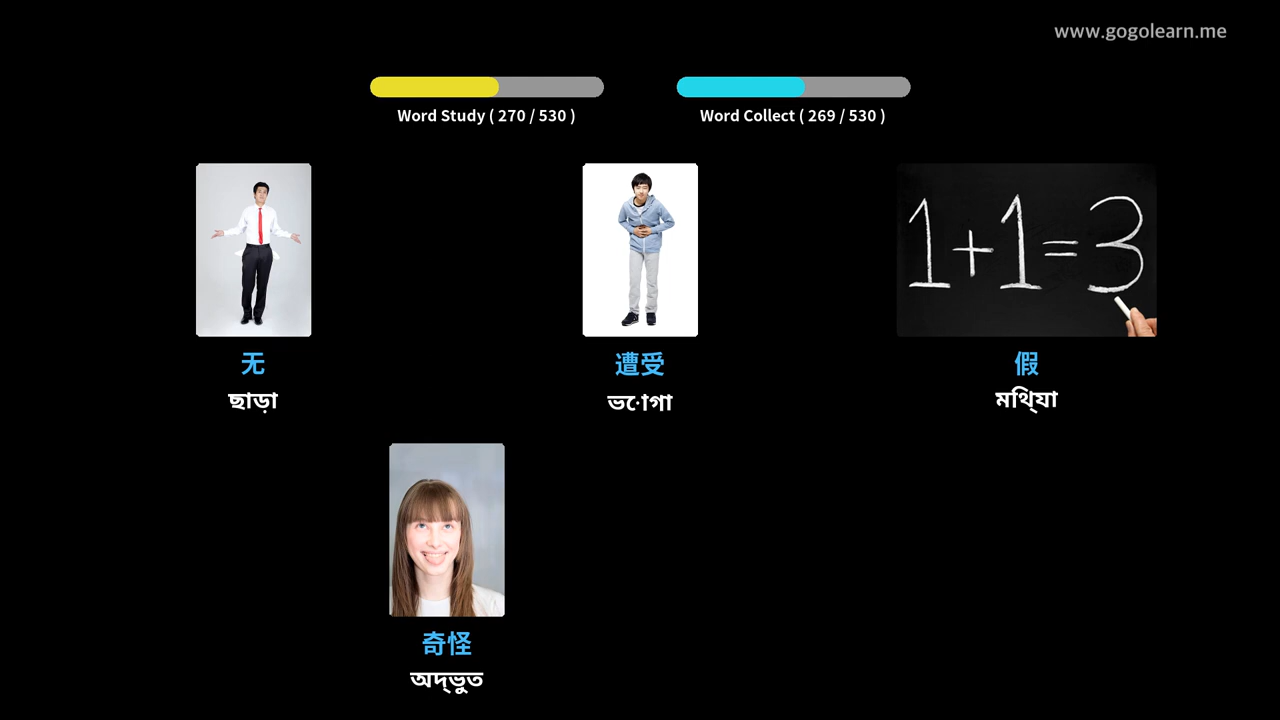 www.gogolearn.me
Word Study ( 270 / 530 )
Word Collect ( 269 / 530 )
1+1=3
无
遭受
假
ছাড়া
ভোগা
মিথ্যা
奇怪
অদ্ভুত